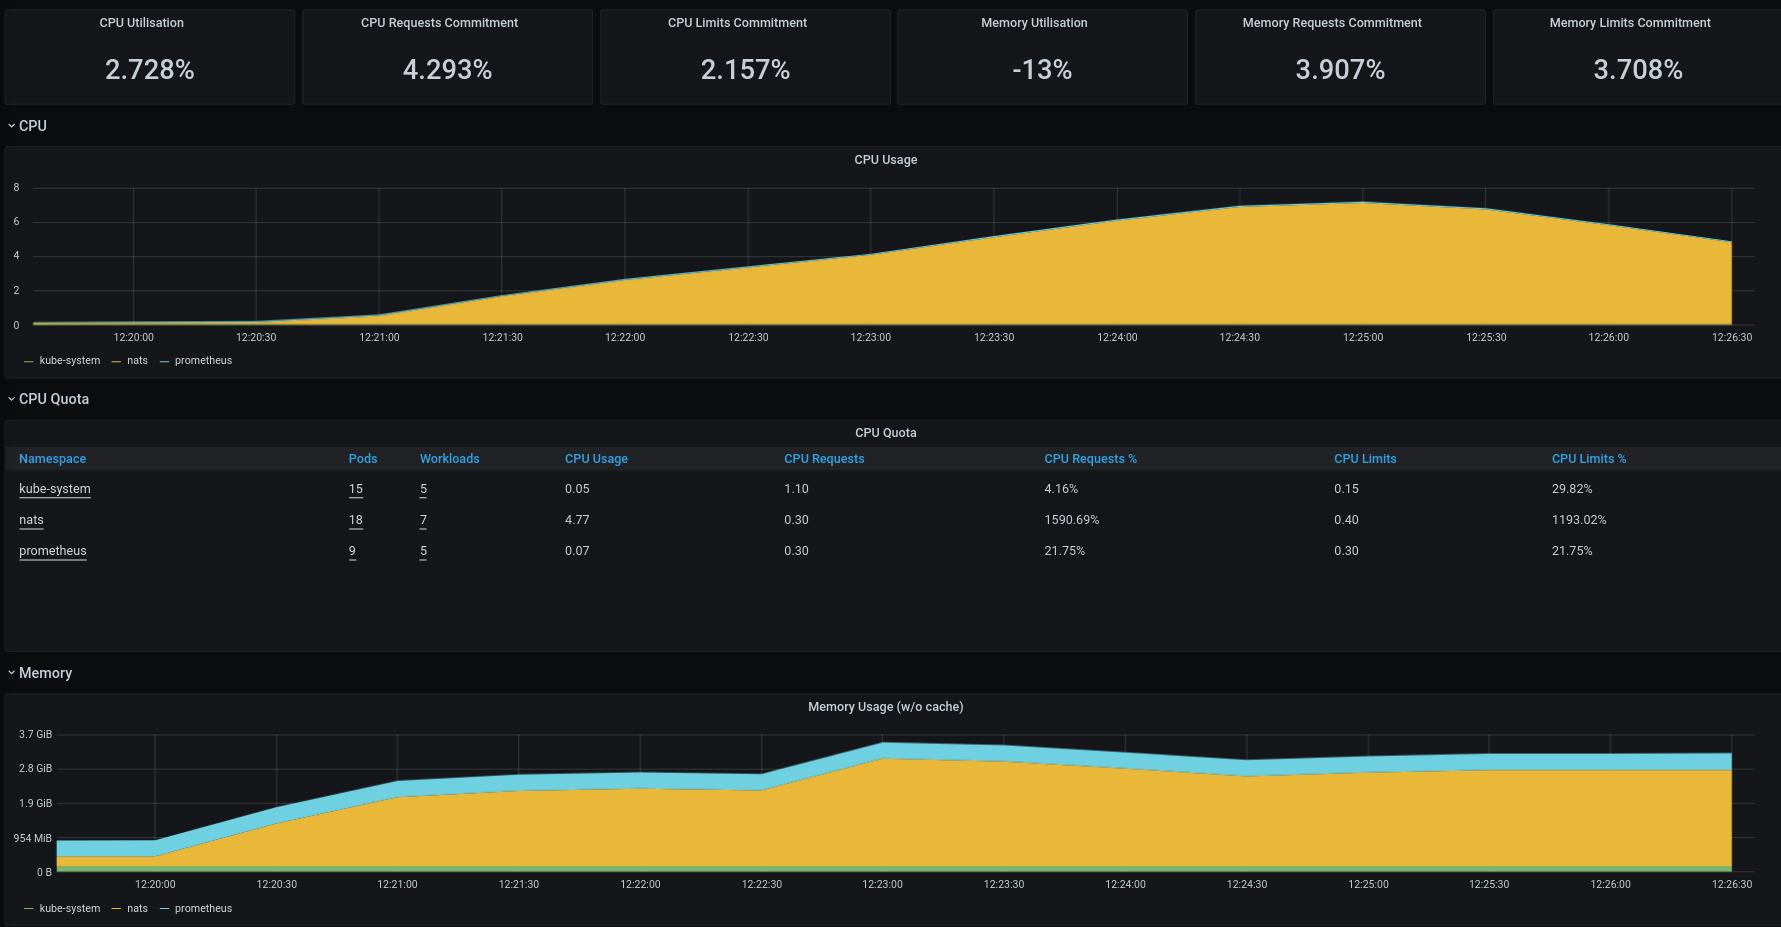 CPU Utilisation CPU Requests Commitment CPU Limits Commitment Memory Utilisation Memory Requests Commitment Memory Limits Commitment
2.728% 4.293% 2.157% -13% 3.907% 3.708%
CPU
CPU Usage
8
6
4
2
0
12:20:00 12:20:30 12:21:00 12:21:30 12:22:00 12:22:30 12:23:00 12:23:30 12:24:00 12:24:30 12:25:00 12:25:30 12:26:00 12:26:30
kube-system nats prometheus
CPU Quota
CPU Quota
Namespace Pods Workloads CPU Usage CPU Requests CPU Requests % CPU Limits CPU Limits %
kube-system 15 5 0.05 1.10 4.16% 0.15 29.82%
nats 18 7 4.77 0.30 1590.69% 0.40 1193.02%
prometheus 9 5 0.07 0.30 21.75% 0.30 21.75%
Memory
Memory Usage (w/o cache)
3.7 GiB
2.8 GiB
1.9 GiB
954 MiB
0 B
12:20:00 12:20:30 12:21:00 12:21:30 12:22:00 12:22:30 12:23:00 12:23:30 12:24:00 12:24:30 12:25:00 12:25:30 12:26:00 12:26:30
kube-system nats prometheus